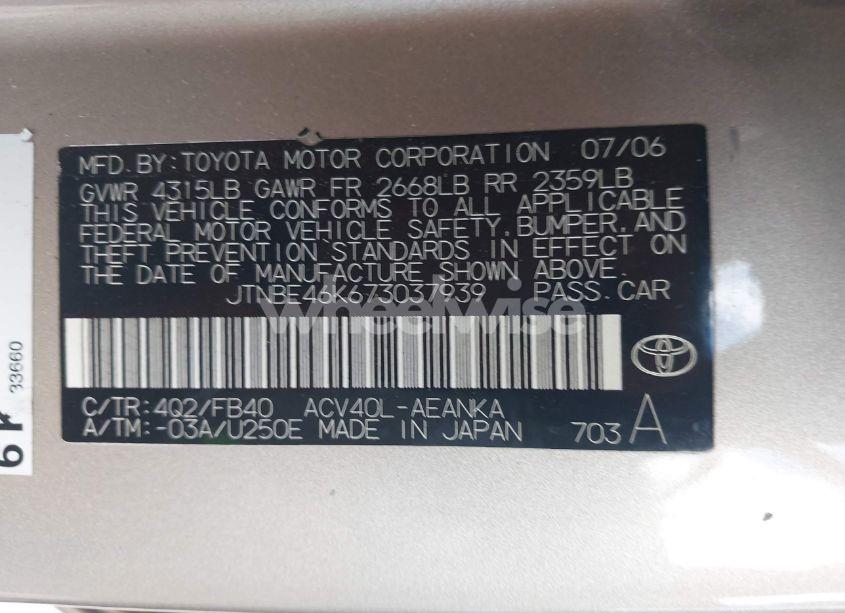 MFD. BY: TOYOTA MOTOR CORPORATION 07/06
GVWR 4315LB GAWR FR 2668LB RR 2359LB
THIS VEHICLE CONFORMS TO ALL APPLICABLE
FEDERAL MOTOR VEHICLE SAFETY, BUMPER, AND
THEFT PREVENTION STANDARDS IN EFFECT ON
THE DATE OF MANUFACTURE SHOWN ABOVE.
JTNBE46K673037939 PASS. CAR
wheelwise
C/TR: 4Q2/FB40 ACV40L-AEANKA
A/TM: -03A/U250E MADE IN JAPAN 703 A
33660